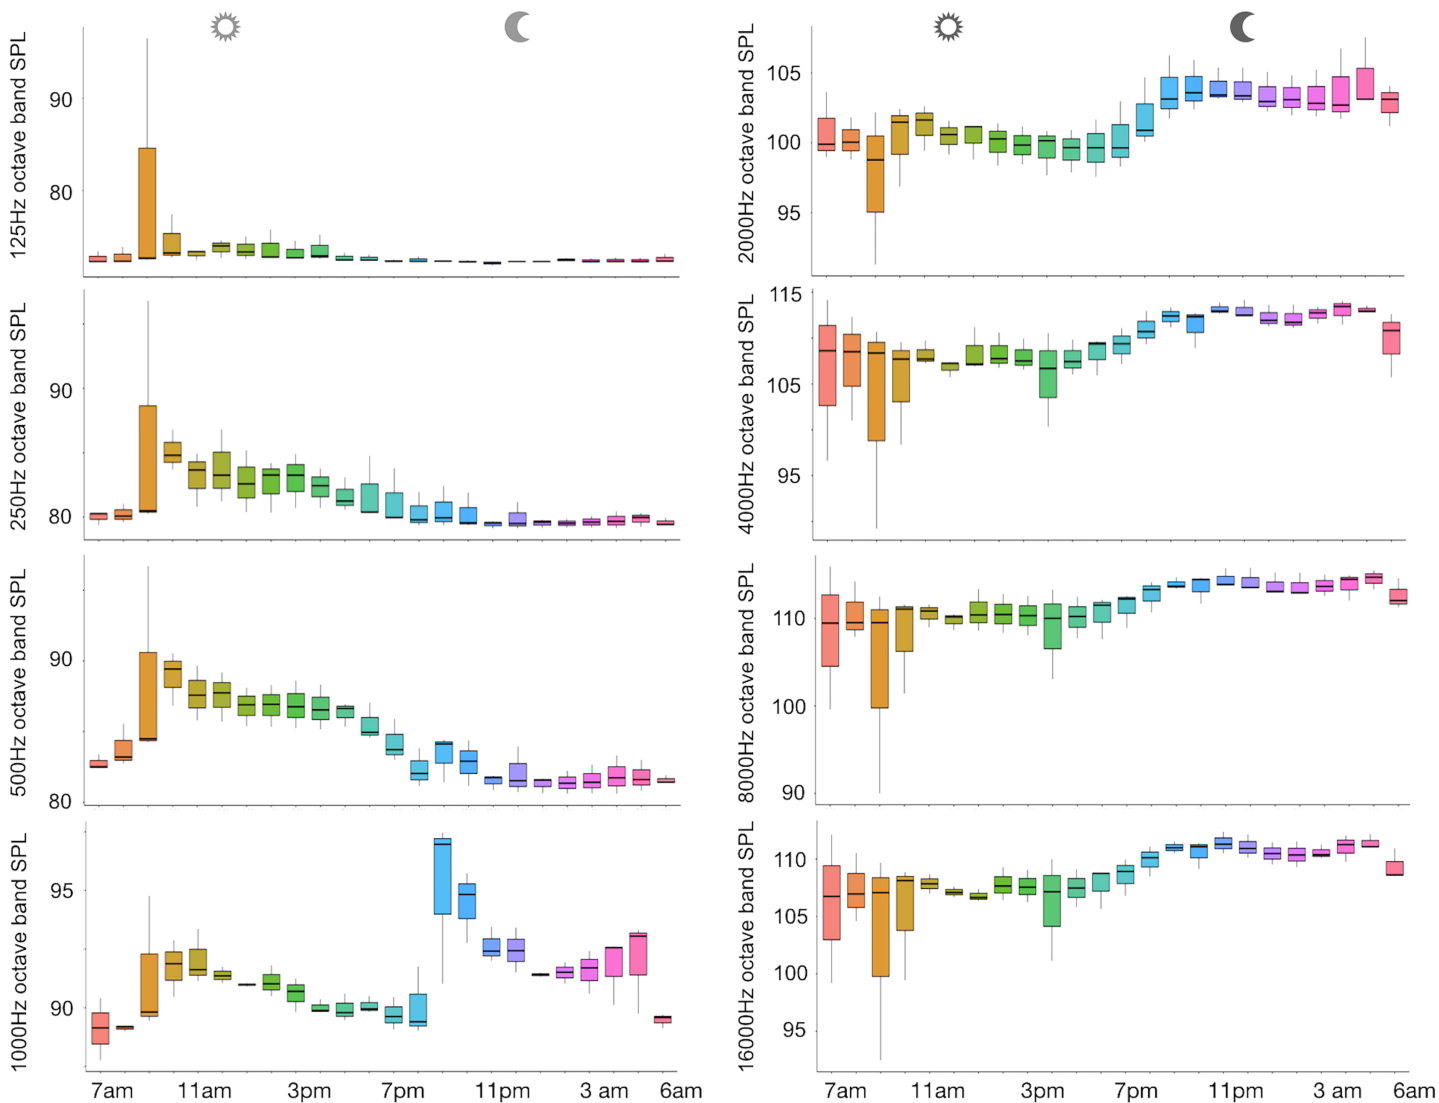 125Hz octave band SPL
90
80
250Hz octave band SPL
90
80
500Hz octave band SPL
90
80
1000Hz octave band SPL
95
90
7am 11am 3pm 7pm 11pm 3 am 6am
2000Hz octave band SPL
105
100
95
4000Hz octave band SPL
115
105
95
8000Hz octave band SPL
110
100
90
16000Hz octave band SPL
110
105
100
95
7am 11am 3pm 7pm 11pm 3 am 6am